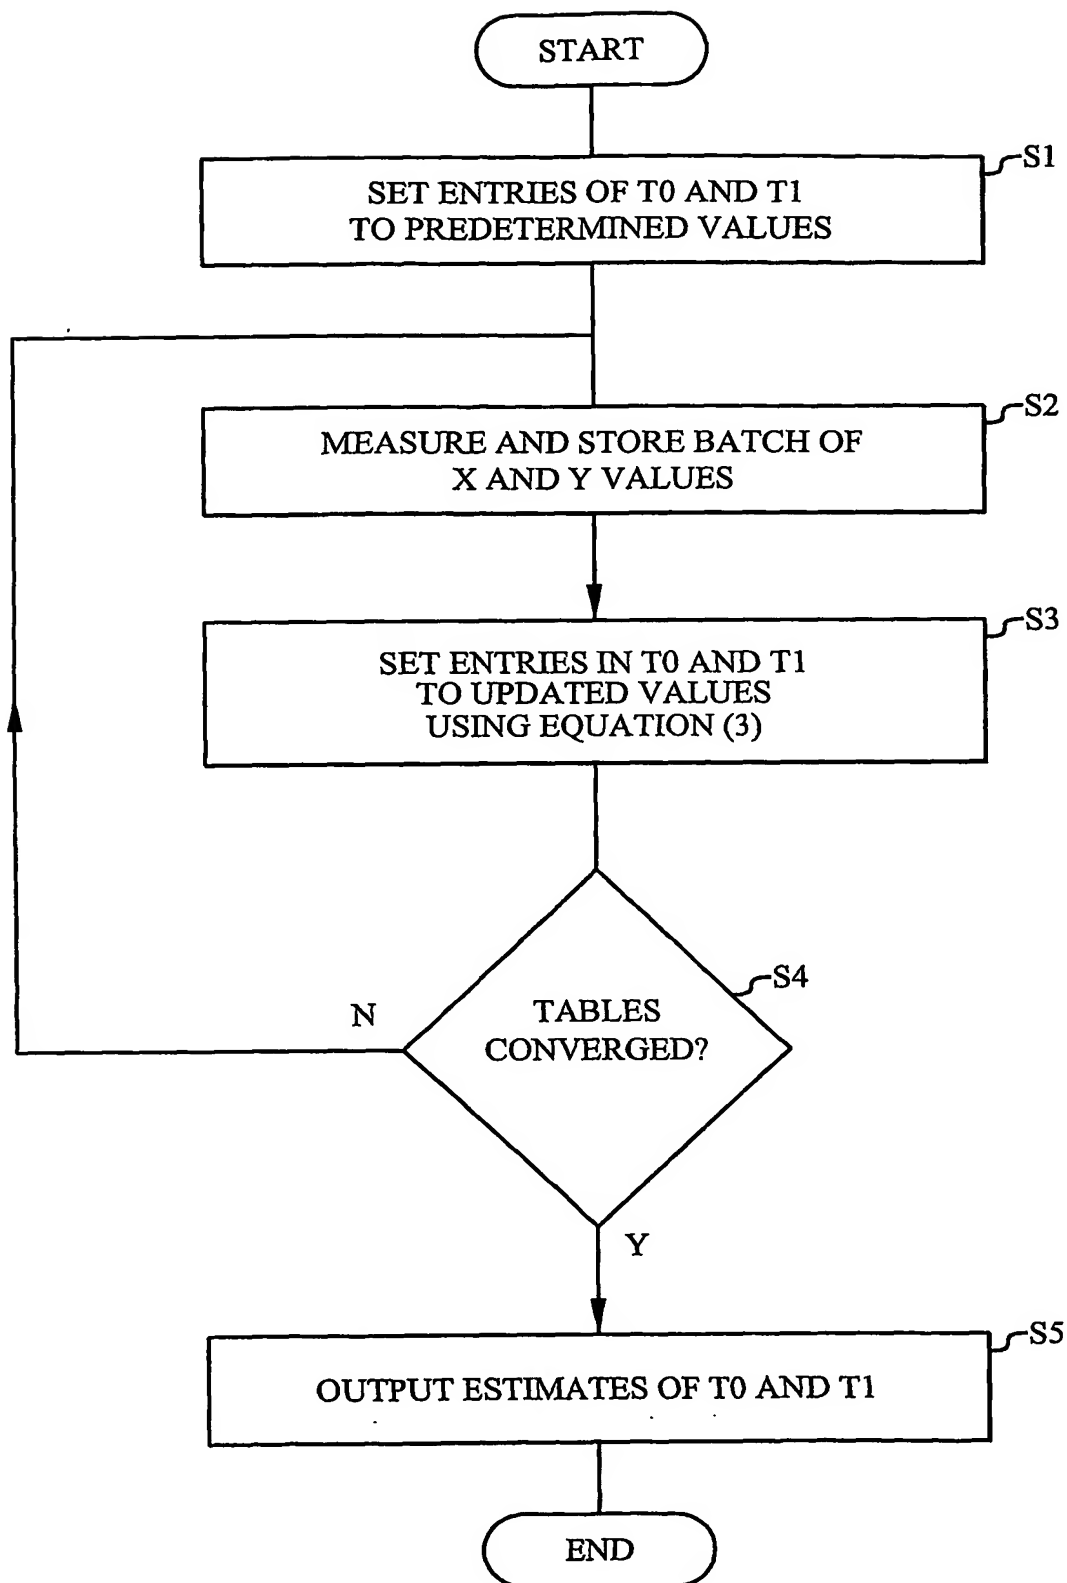 START
S1
SET ENTRIES OF T0 AND T1
TO PREDETERMINED VALUES
S2
MEASURE AND STORE BATCH OF
X AND Y VALUES
S3
SET ENTRIES IN T0 AND T1
TO UPDATED VALUES
USING EQUATION (3)
S4
TABLES
CONVERGED?
N
Y
S5
OUTPUT ESTIMATES OF T0 AND T1
END